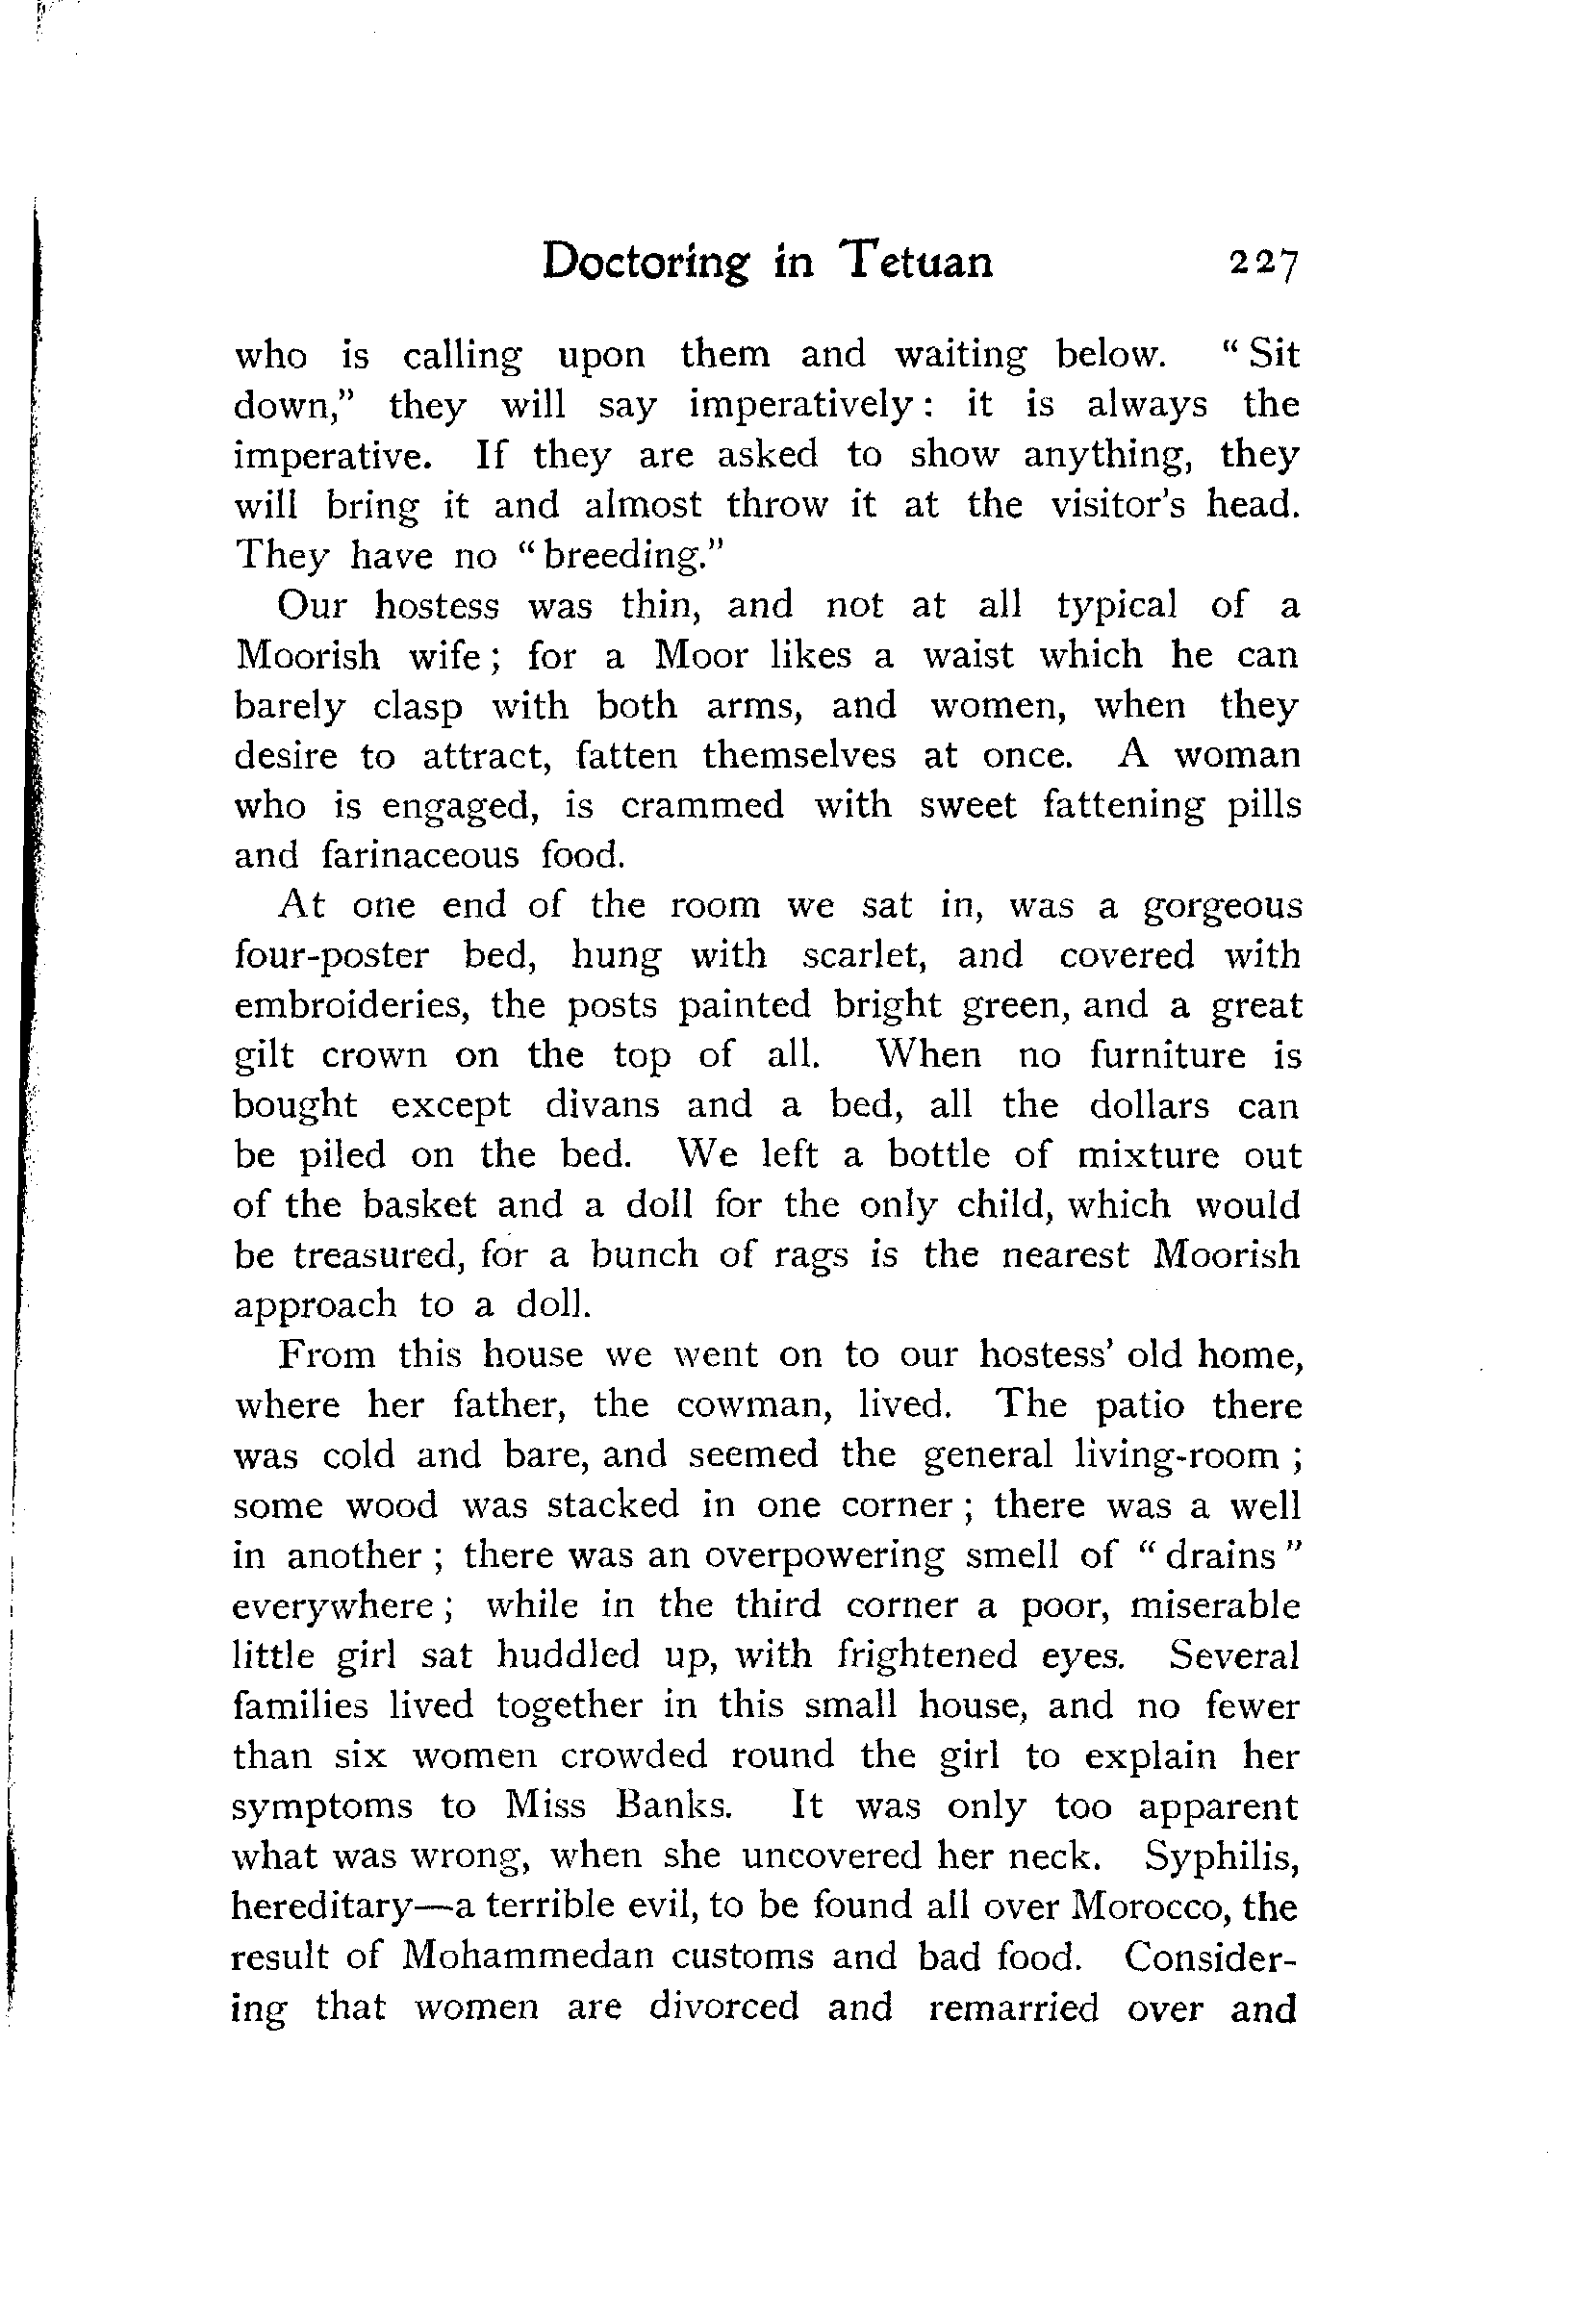 Doctoring in Tetuan 227
who is calling upon them and waiting below. “ Sit
down,” they will say imperatively : it is always the
imperative. If they are asked to show anything, they
will bring it and almost throw it at the visitor’s head.
They have no “ breeding.”
Our hostess was thin, and not at all typical of a
Moorish wife ; for a Moor likes a waist which he can
barely clasp with both arms, and women, when they
desire to attract, fatten themselves at once. A woman
who is engaged, is crammed with sweet fattening pills
and farinaceous food.
At one end of the room we sat in, was a gorgeous
four-poster bed, hung with scarlet, and covered with
embroideries, the posts painted bright green, and a great
gilt crown on the top of all. When no furniture is
bought except divans and a bed, all the dollars can
be piled on the bed. We left a bottle of mixture out
of the basket and a doll for the only child, which would
be treasured, for a bunch of rags is the nearest Moorish
approach to a doll.
From this house we went on to our hostess’ old home,
where her father, the cowman, lived. The patio there
was cold and bare, and seemed the general living-room ;
some wood was stacked in one corner ; there was a well
in another ; there was an overpowering smell of “ drains ”
everywhere ; while in the third corner a poor, miserable
little girl sat huddled up, with frightened eyes. Several
families lived together in this small house, and no fewer
than six women crowded round the girl to explain her
symptoms to Miss Banks. It was only too apparent
what was wrong, when she uncovered her neck. Syphilis,
hereditary—a terrible evil, to be found all over Morocco, the
result of Mohammedan customs and bad food. Consider-
ing that women are divorced and remarried over and